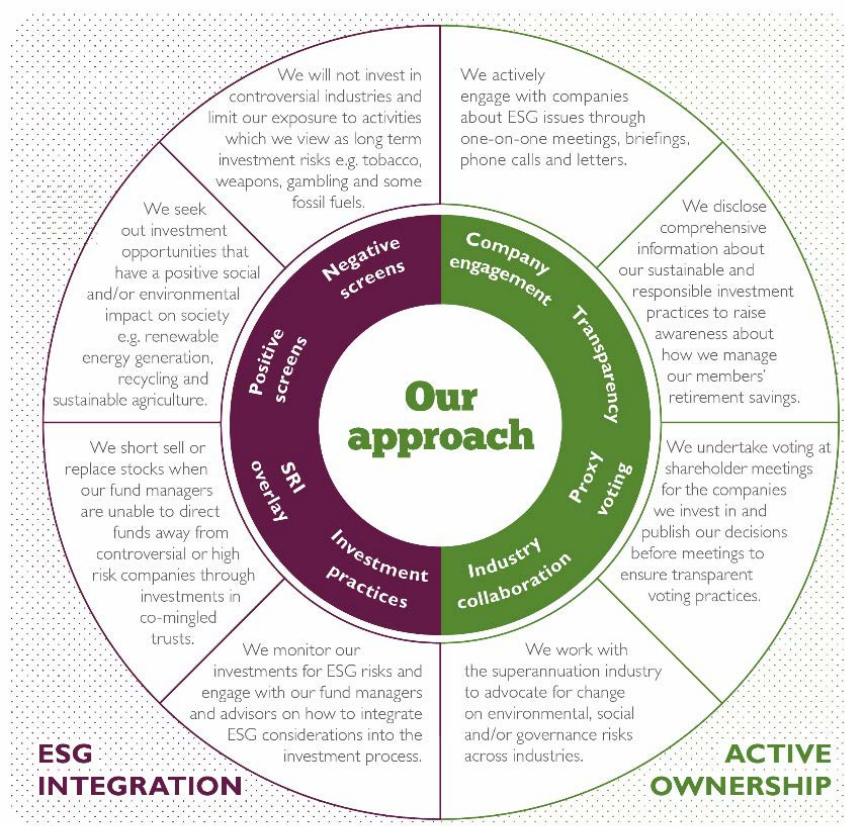 We will not invest in
controversial industries and
limit our exposure to activities
which we view as long term
investment risks e.g. tobacco,
weapons, gambling and some
fossil fuels.
We actively
engage with companies
about ESG issues through
one-on-one meetings, briefings,
phone calls and letters.
We seek
out investment
opportunities that
have a positive social
and/or environmental
impact on society
e.g. renewable
energy generation,
recycling and
sustainable agriculture.
We disclose
comprehensive
information about
our sustainable and
responsible investment
practices to raise
awareness about
how we manage
our members'
retirement savings.
Negative
screens
Company
engagement
Positive
screens
Transparency
Our
approach
SRI
overlay
Proxy
voting
Investment
practices
Industry
collaboration
We short sell or
replace stocks when
our fund managers
are unable to direct
funds away from
controversial or high
risk companies through
investments in
co-mingled
trusts.
We undertake voting at
shareholder meetings
for the companies
we invest in and
publish our decisions
before meetings to
ensure transparent
voting practices.
We monitor our
investments for ESG risks and
engage with our fund managers
and advisors on how to integrate
ESG considerations into the
investment process.
We work with
the superannuation industry
to advocate for change
on environmental, social
and/or governance risks
across industries.
ESG
INTEGRATION
ACTIVE
OWNERSHIP